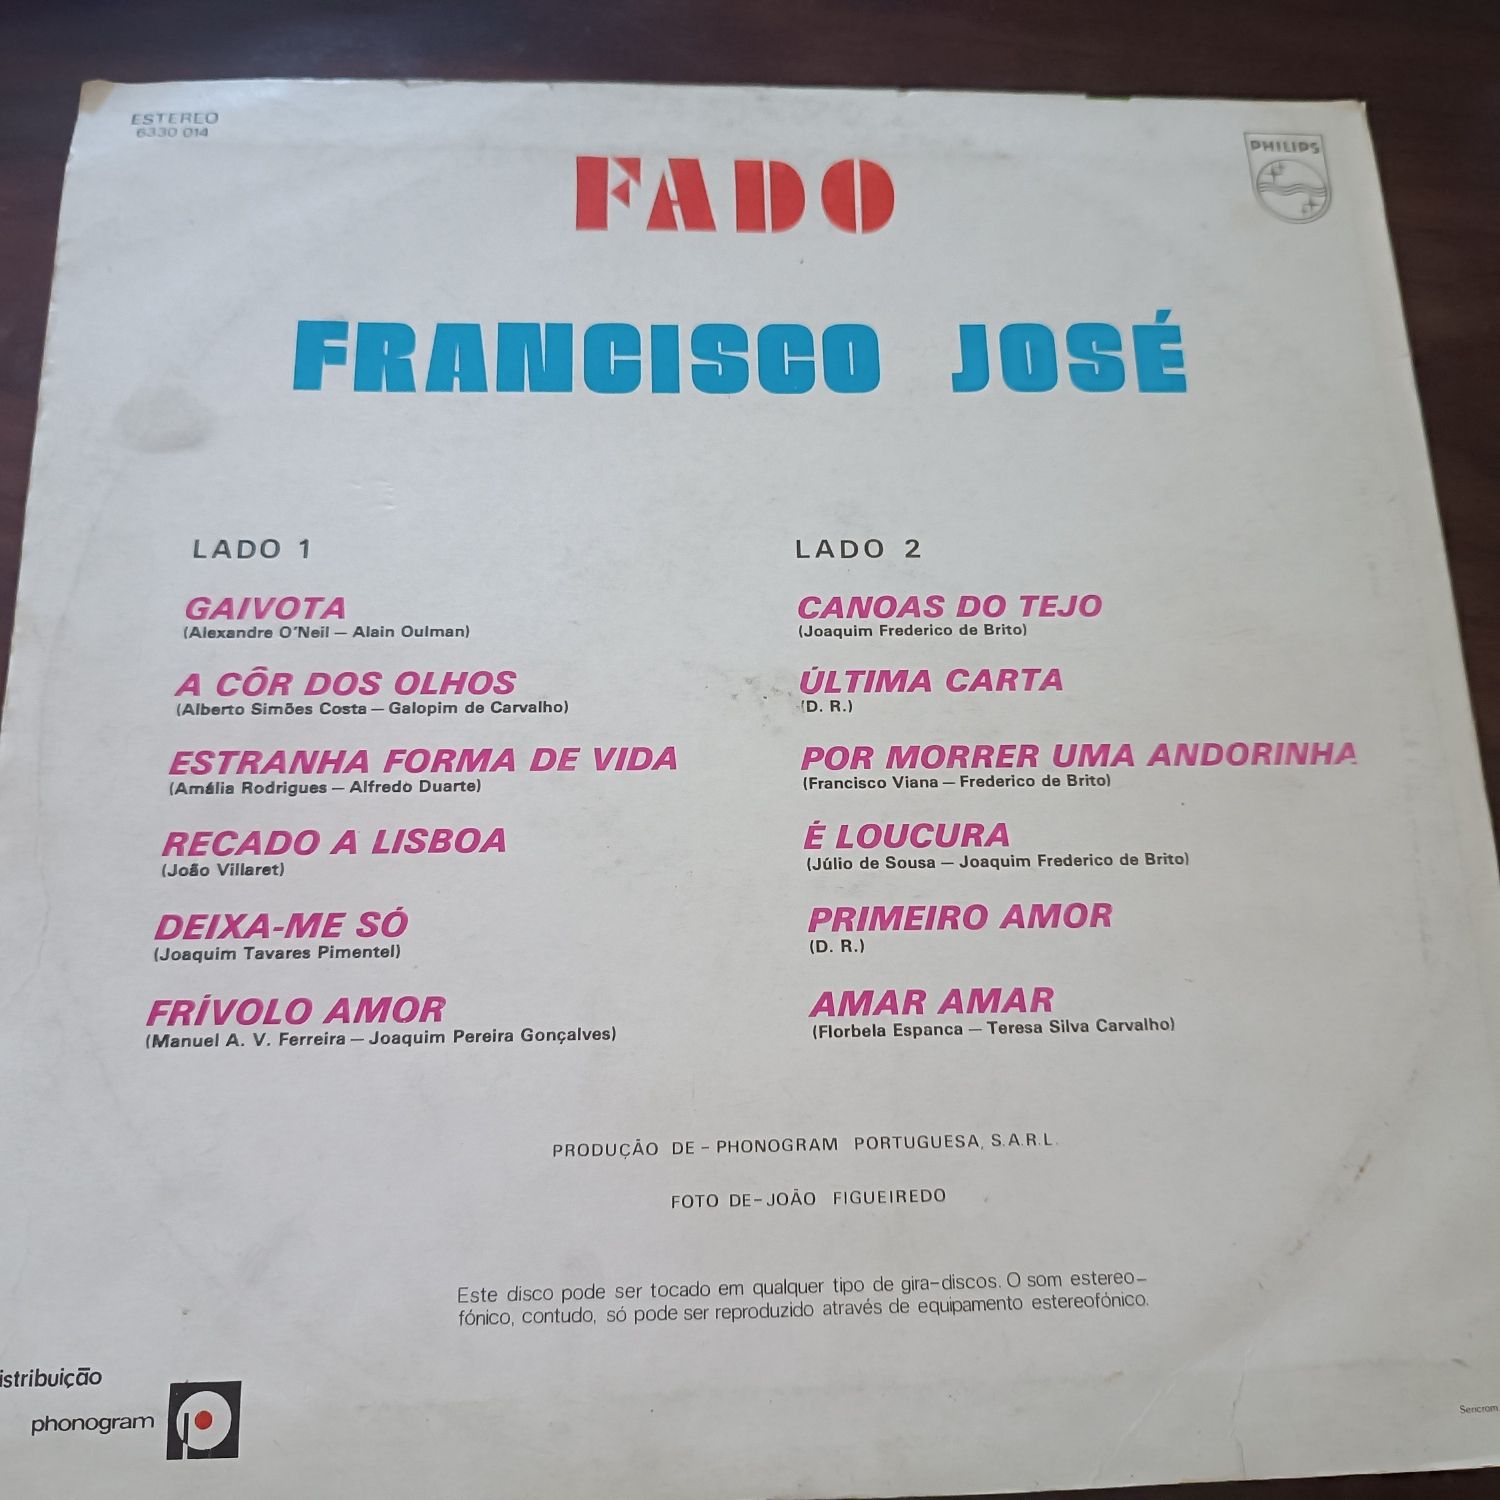 ESTEREO
6330 014
PHILIPS
FADO
FRANCISCO JOSÉ
LADO 1
GAIVOTA
(Alexandre O'Neil – Alain Oulman)
A CÔR DOS OLHOS
(Alberto Simões Costa – Galopim de Carvalho)
ESTRANHA FORMA DE VIDA
(Amália Rodrigues – Alfredo Duarte)
RECADO A LISBOA
(João Villaret)
DEIXA-ME SÓ
(Joaquim Tavares Pimentel)
FRÍVOLO AMOR
(Manuel A. V. Ferreira – Joaquim Pereira Gonçalves)
LADO 2
CANOAS DO TEJO
(Joaquim Frederico de Brito)
ÚLTIMA CARTA
(D. R.)
POR MORRER UMA ANDORINHA
(Francisco Viana – Frederico de Brito)
É LOUCURA
(Júlio de Sousa – Joaquim Frederico de Brito)
PRIMEIRO AMOR
(D. R.)
AMAR AMAR
(Florbela Espanca – Teresa Silva Carvalho)
PRODUÇÃO DE – PHONOGRAM PORTUGUESA, S.A.R.L.
FOTO DE – JOÃO FIGUEIREDO
Este disco pode ser tocado em qualquer tipo de gira-discos. O som estereo-
fónico, contudo, só pode ser reproduzido através de equipamento estereofónico.
istribuição
phonogram
Sericrom